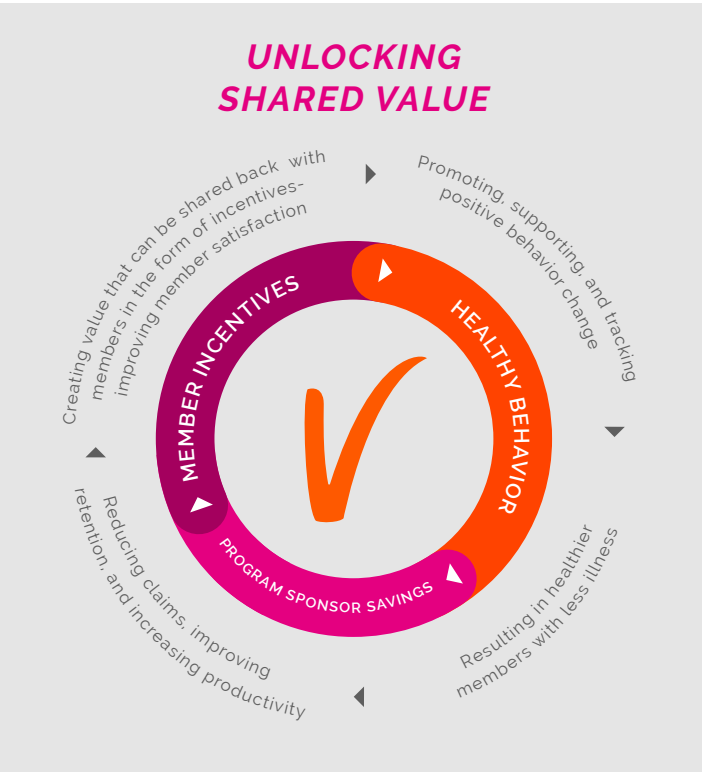 UNLOCKING
SHARED VALUE
Creating value that can be shared back with
members in the form of incentives-
improving member satisfaction
Promoting, supporting, and tracking
positive behavior change
MEMBER INCENTIVES
HEALTHY BEHAVIOR
PROGRAM SPONSOR SAVINGS
Resulting in healthier
members with less illness
Reducing claims, improving
retention, and increasing productivity